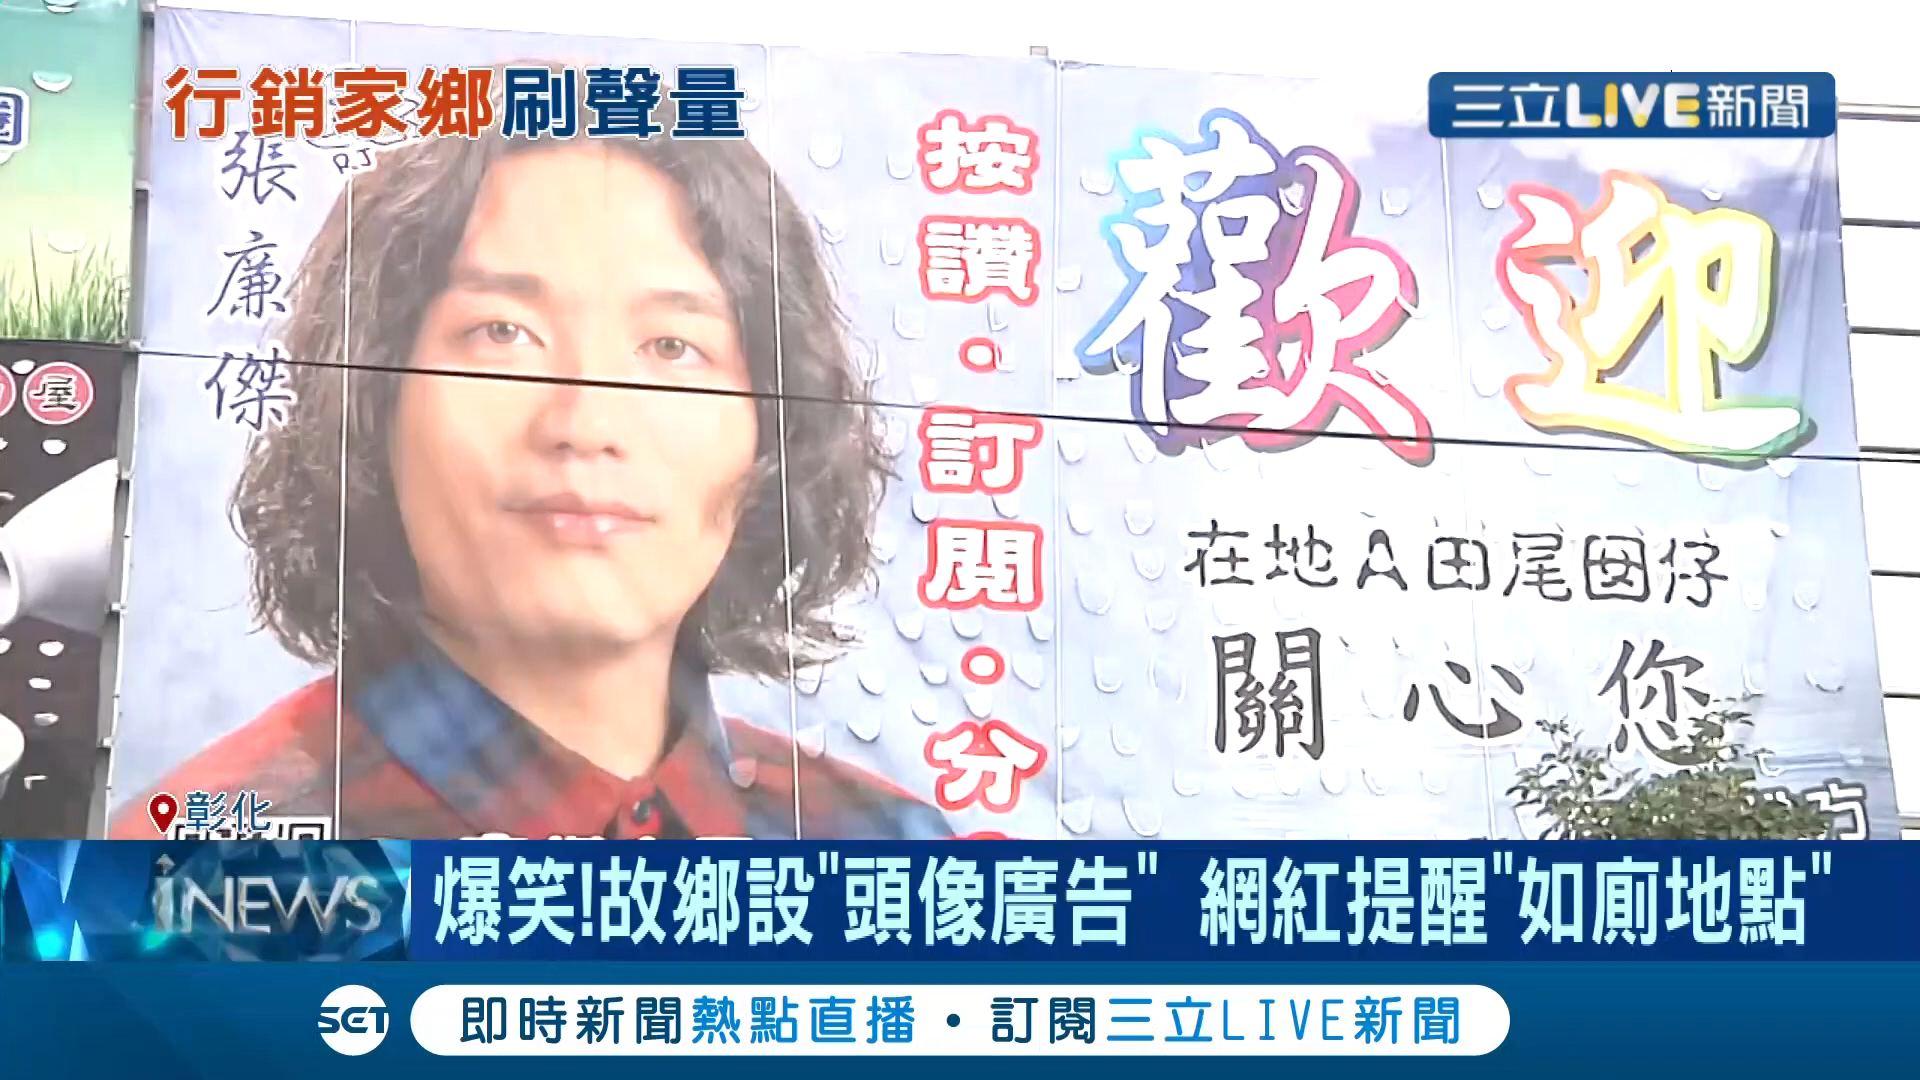 行銷家鄉刷聲量
三立LIVE新聞
張廉傑
RJ
按讚·訂閱·分
歡迎
在地A田尾囡仔
關心您
屋
彰化
iNEWS
爆笑!故鄉設"頭像廣告" 網紅提醒"如廁地點"
SET
即時新聞熱點直播·訂閱三立LIVE新聞